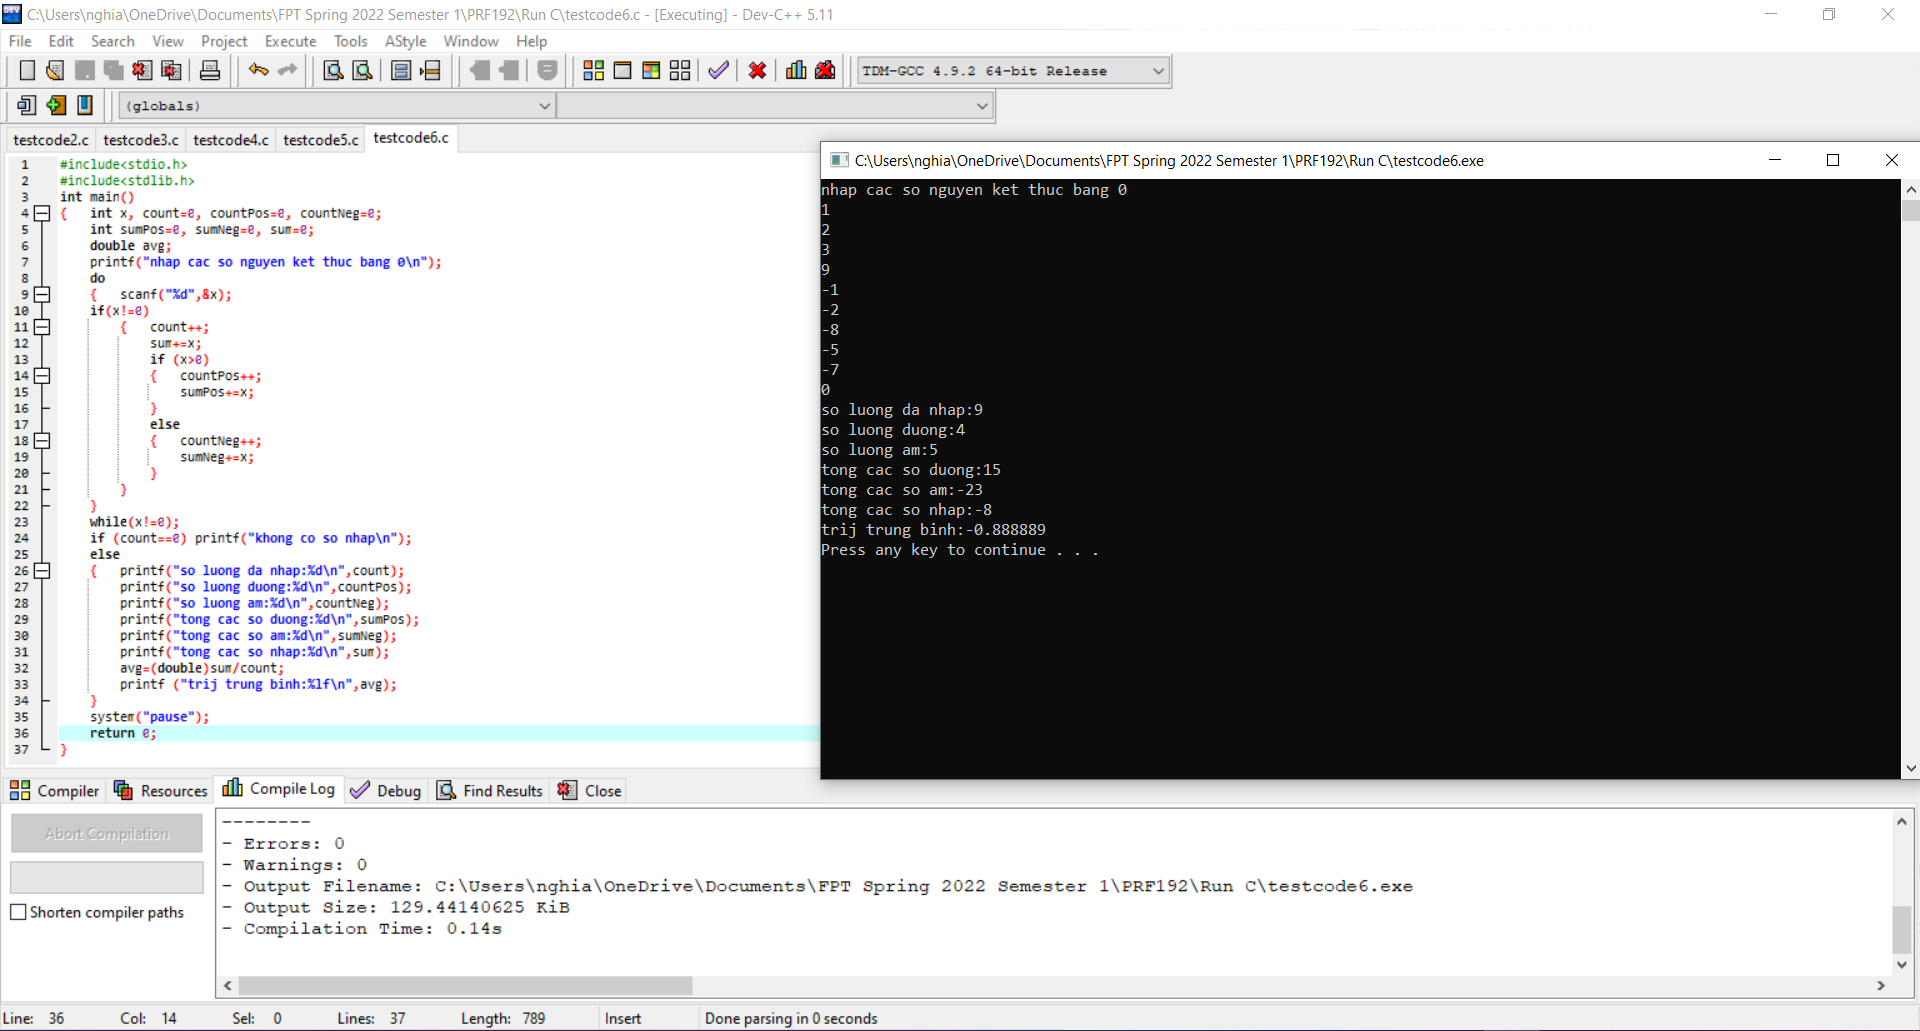 C:\Users\nghia\OneDrive\Documents\FPT Spring 2022 Semester 1\PRF192\Run C\testcode6.c - [Executing] - Dev-C++ 5.11
File Edit Search View Project Execute Tools AStyle Window Help
TDM-GCC 4.9.2 64-bit Release
(globals)
testcode2.c testcode3.c testcode4.c testcode5.c testcode6.c
1 #include<stdio.h>
2 #include<stdlib.h>
3 int main()
4 { int x, count=0, countPos=0, countNeg=0;
5 int sumPos=0, sumNeg=0, sum=0;
6 double avg;
7 printf("nhap cac so nguyen ket thuc bang 0\n");
8 do
9 { scanf("%d",&x);
10 if(x!=0)
11 { count++;
12 sum+=x;
13 if (x>0)
14 { countPos++;
15 sumPos+=x;
16 }
17 else
18 { countNeg++;
19 sumNeg+=x;
20 }
21 }
22 }
23 while(x!=0);
24 if (count==0) printf("khong co so nhap\n");
25 else
26 { printf("so luong da nhap:%d\n",count);
27 printf("so luong duong:%d\n",countPos);
28 printf("so luong am:%d\n",countNeg);
29 printf("tong cac so duong:%d\n",sumPos);
30 printf("tong cac so am:%d\n",sumNeg);
31 printf("tong cac so nhap:%d\n",sum);
32 avg=(double)sum/count;
33 printf ("trij trung binh:%lf\n",avg);
34 }
35 system("pause");
36 return 0;
37 }
C:\Users\nghia\OneDrive\Documents\FPT Spring 2022 Semester 1\PRF192\Run C\testcode6.exe
nhap cac so nguyen ket thuc bang 0
1
2
3
9
-1
-2
-8
-5
-7
0
so luong da nhap:9
so luong duong:4
so luong am:5
tong cac so duong:15
tong cac so am:-23
tong cac so nhap:-8
trij trung binh:-0.888889
Press any key to continue . . .
Compiler Resources Compile Log Debug Find Results Close
Abort Compilation
Shorten compiler paths
--------
- Errors: 0
- Warnings: 0
- Output Filename: C:\Users\nghia\OneDrive\Documents\FPT Spring 2022 Semester 1\PRF192\Run C\testcode6.exe
- Output Size: 129.44140625 KiB
- Compilation Time: 0.14s
Line: 36 Col: 14 Sel: 0 Lines: 37 Length: 789 Insert Done parsing in 0 seconds